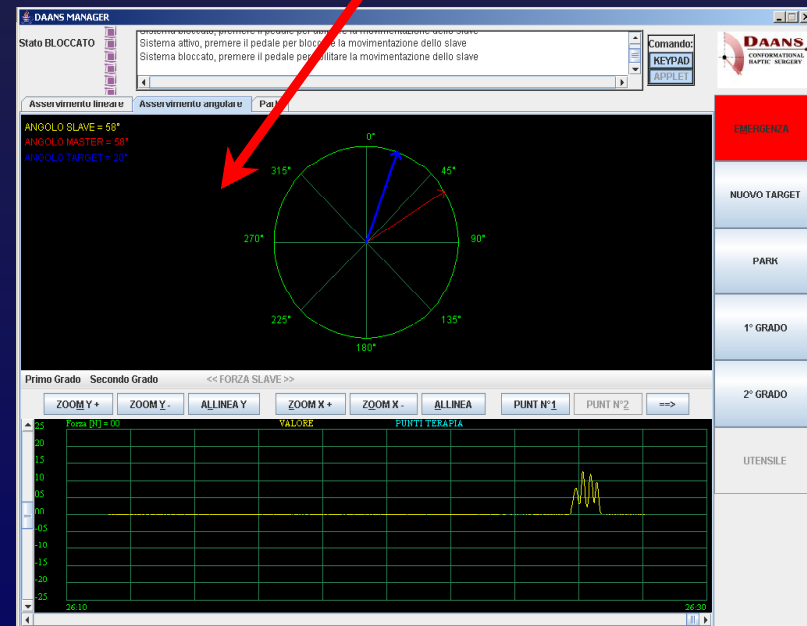 DAANS MANAGER
Stato BLOCCATO
Sistema attivo, premere il pedale per blocc e la movimentazione dello slave
Sistema bloccato, premere il pedale pe bilitare la movimentazione dello slave
Comando:
KEYPAD
APPLET
DAANS
CONFORMATIONAL
HAPTIC SURGERY
Asservimento lineare
Asservimento angulare
Par
ANGOLO SLAVE = 58°
ANGOLO MASTER = 58°
ANGOLO TARGET = 20°
0°
45°
90°
135°
180°
225°
270°
315°
EMERGENZA
NUOVO TARGET
PARK
1° GRADO
2° GRADO
UTENSILE
Primo Grado Secondo Grado << FORZA SLAVE >>
ZOOM Y + ZOOM Y - ALLINEA Y ZOOM X + ZOOM X - ALLINEA PUNT N°1 PUNT N°2 ==>
Forza [N] = 00 VALORE PUNTI TERAPIA
25
20
15
10
05
00
-05
-10
-15
-20
-25
26:10 26:30